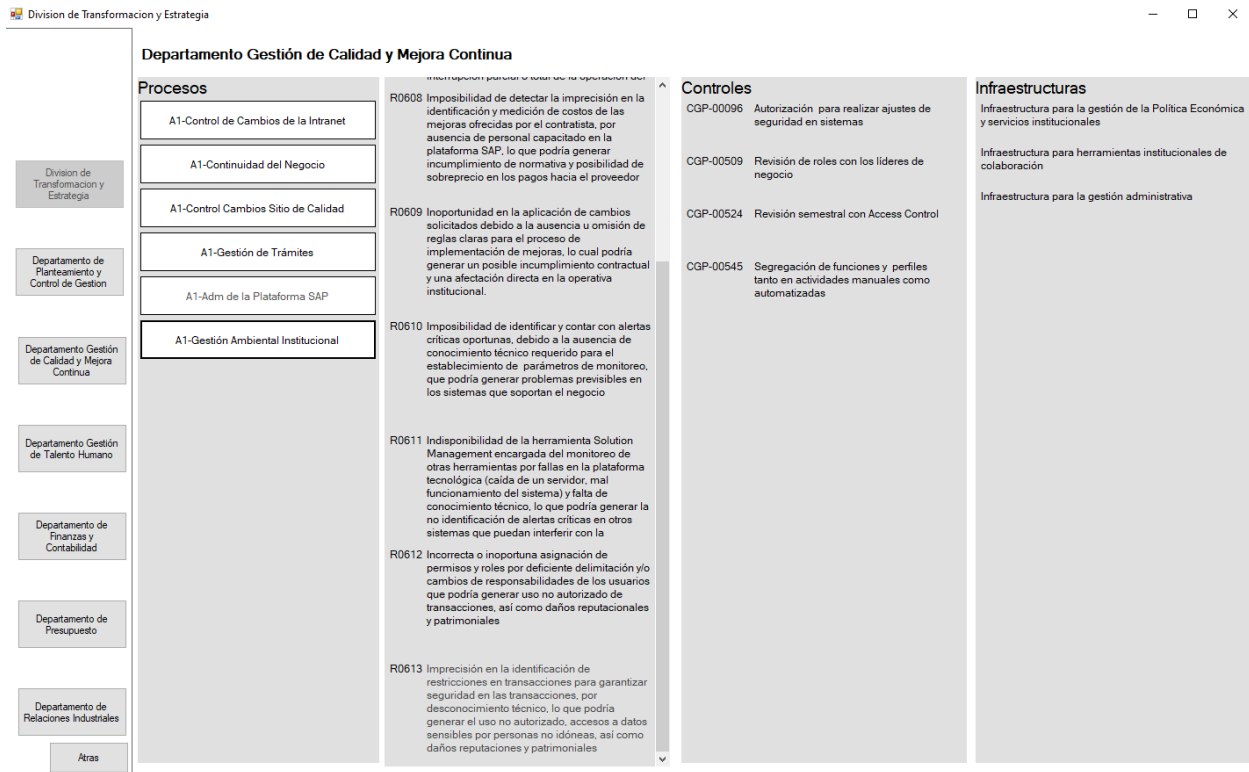 Division de Transformacion y Estrategia
Departamento Gestión de Calidad y Mejora Continua
Division de
Transformacion y
Estrategia
Departamento de
Planteamiento y
Control de Gestion
Departamento Gestión
de Calidad y Mejora
Continua
Departamento Gestión
de Talento Humano
Departamento de
Finanzas y
Contabilidad
Departamento de
Presupuesto
Departamento de
Relaciones Industriales
Atras
Procesos
A1-Control de Cambios de la Intranet
A1-Continuidad del Negocio
A1-Control Cambios Sitio de Calidad
A1-Gestión de Trámites
A1-Adm de la Plataforma SAP
A1-Gestión Ambiental Institucional
interrupción parcial o total de la operación del
R0608 Imposibilidad de detectar la imprecisión en la
identificación y medición de costos de las
mejoras ofrecidas por el contratista, por
ausencia de personal capacitado en la
plataforma SAP, lo que podría generar
incumplimiento de normativa y posibilidad de
sobreprecio en los pagos hacia el proveedor
R0609 Inoportunidad en la aplicación de cambios
solicitados debido a la ausencia u omisión de
reglas claras para el proceso de
implementación de mejoras, lo cual podría
generar un posible incumplimiento contractual
y una afectación directa en la operativa
institucional.
R0610 Imposibilidad de identificar y contar con alertas
críticas oportunas, debido a la ausencia de
conocimiento técnico requerido para el
establecimiento de parámetros de monitoreo,
que podría generar problemas previsibles en
los sistemas que soportan el negocio
R0611 Indisponibilidad de la herramienta Solution
Management encargada del monitoreo de
otras herramientas por fallas en la plataforma
tecnológica (caída de un servidor, mal
funcionamiento del sistema) y falta de
conocimiento técnico, lo que podría generar la
no identificación de alertas críticas en otros
sistemas que puedan interferir con la
R0612 Incorrecta o inoportuna asignación de
permisos y roles por deficiente delimitación y/o
cambios de responsabilidades de los usuarios
que podría generar uso no autorizado de
transacciones, así como daños reputacionales
y patrimoniales
R0613 Imprecisión en la identificación de
restricciones en transacciones para garantizar
seguridad en las transacciones, por
desconocimiento técnico, lo que podría
generar el uso no autorizado, accesos a datos
sensibles por personas no idóneas, así como
daños reputaciones y patrimoniales
Controles
CGP-00096 Autorización para realizar ajustes de
seguridad en sistemas
CGP-00509 Revisión de roles con los líderes de
negocio
CGP-00524 Revisión semestral con Access Control
CGP-00545 Segregación de funciones y perfiles
tanto en actividades manuales como
automatizadas
Infraestructuras
Infraestructura para la gestión de la Política Económica
y servicios institucionales
Infraestructura para herramientas institucionales de
colaboración
Infraestructura para la gestión administrativa